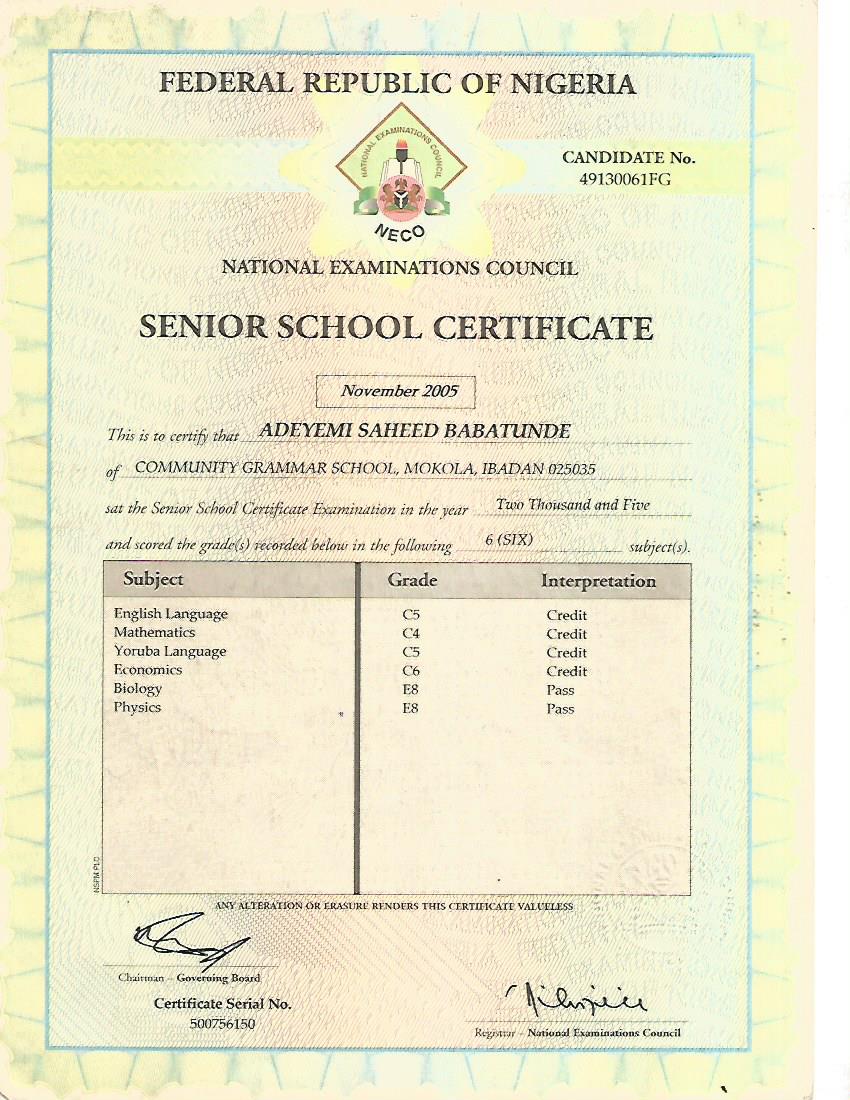 FEDERAL REPUBLIC OF NIGERIA
NATIONAL EXAMINATIONS COUNCIL
NECO
CANDIDATE No.
49130061FG
NATIONAL EXAMINATIONS COUNCIL
SENIOR SCHOOL CERTIFICATE
November 2005
This is to certify that ADEYEMI SAHEED BABATUNDE
of COMMUNITY GRAMMAR SCHOOL, MOKOLA, IBADAN 025035
sat the Senior School Certificate Examination in the year Two Thousand and Five
and scored the grade(s) recorded below in the following 6 (SIX) subject(s).
Subject Grade Interpretation
English Language C5 Credit
Mathematics C4 Credit
Yoruba Language C5 Credit
Economics C6 Credit
Biology E8 Pass
Physics E8 Pass
NSPM PLC
ANY ALTERATION OR ERASURE RENDERS THIS CERTIFICATE VALUELESS
Chairman – Governing Board
Certificate Serial No.
500756150
Registrar – National Examinations Council